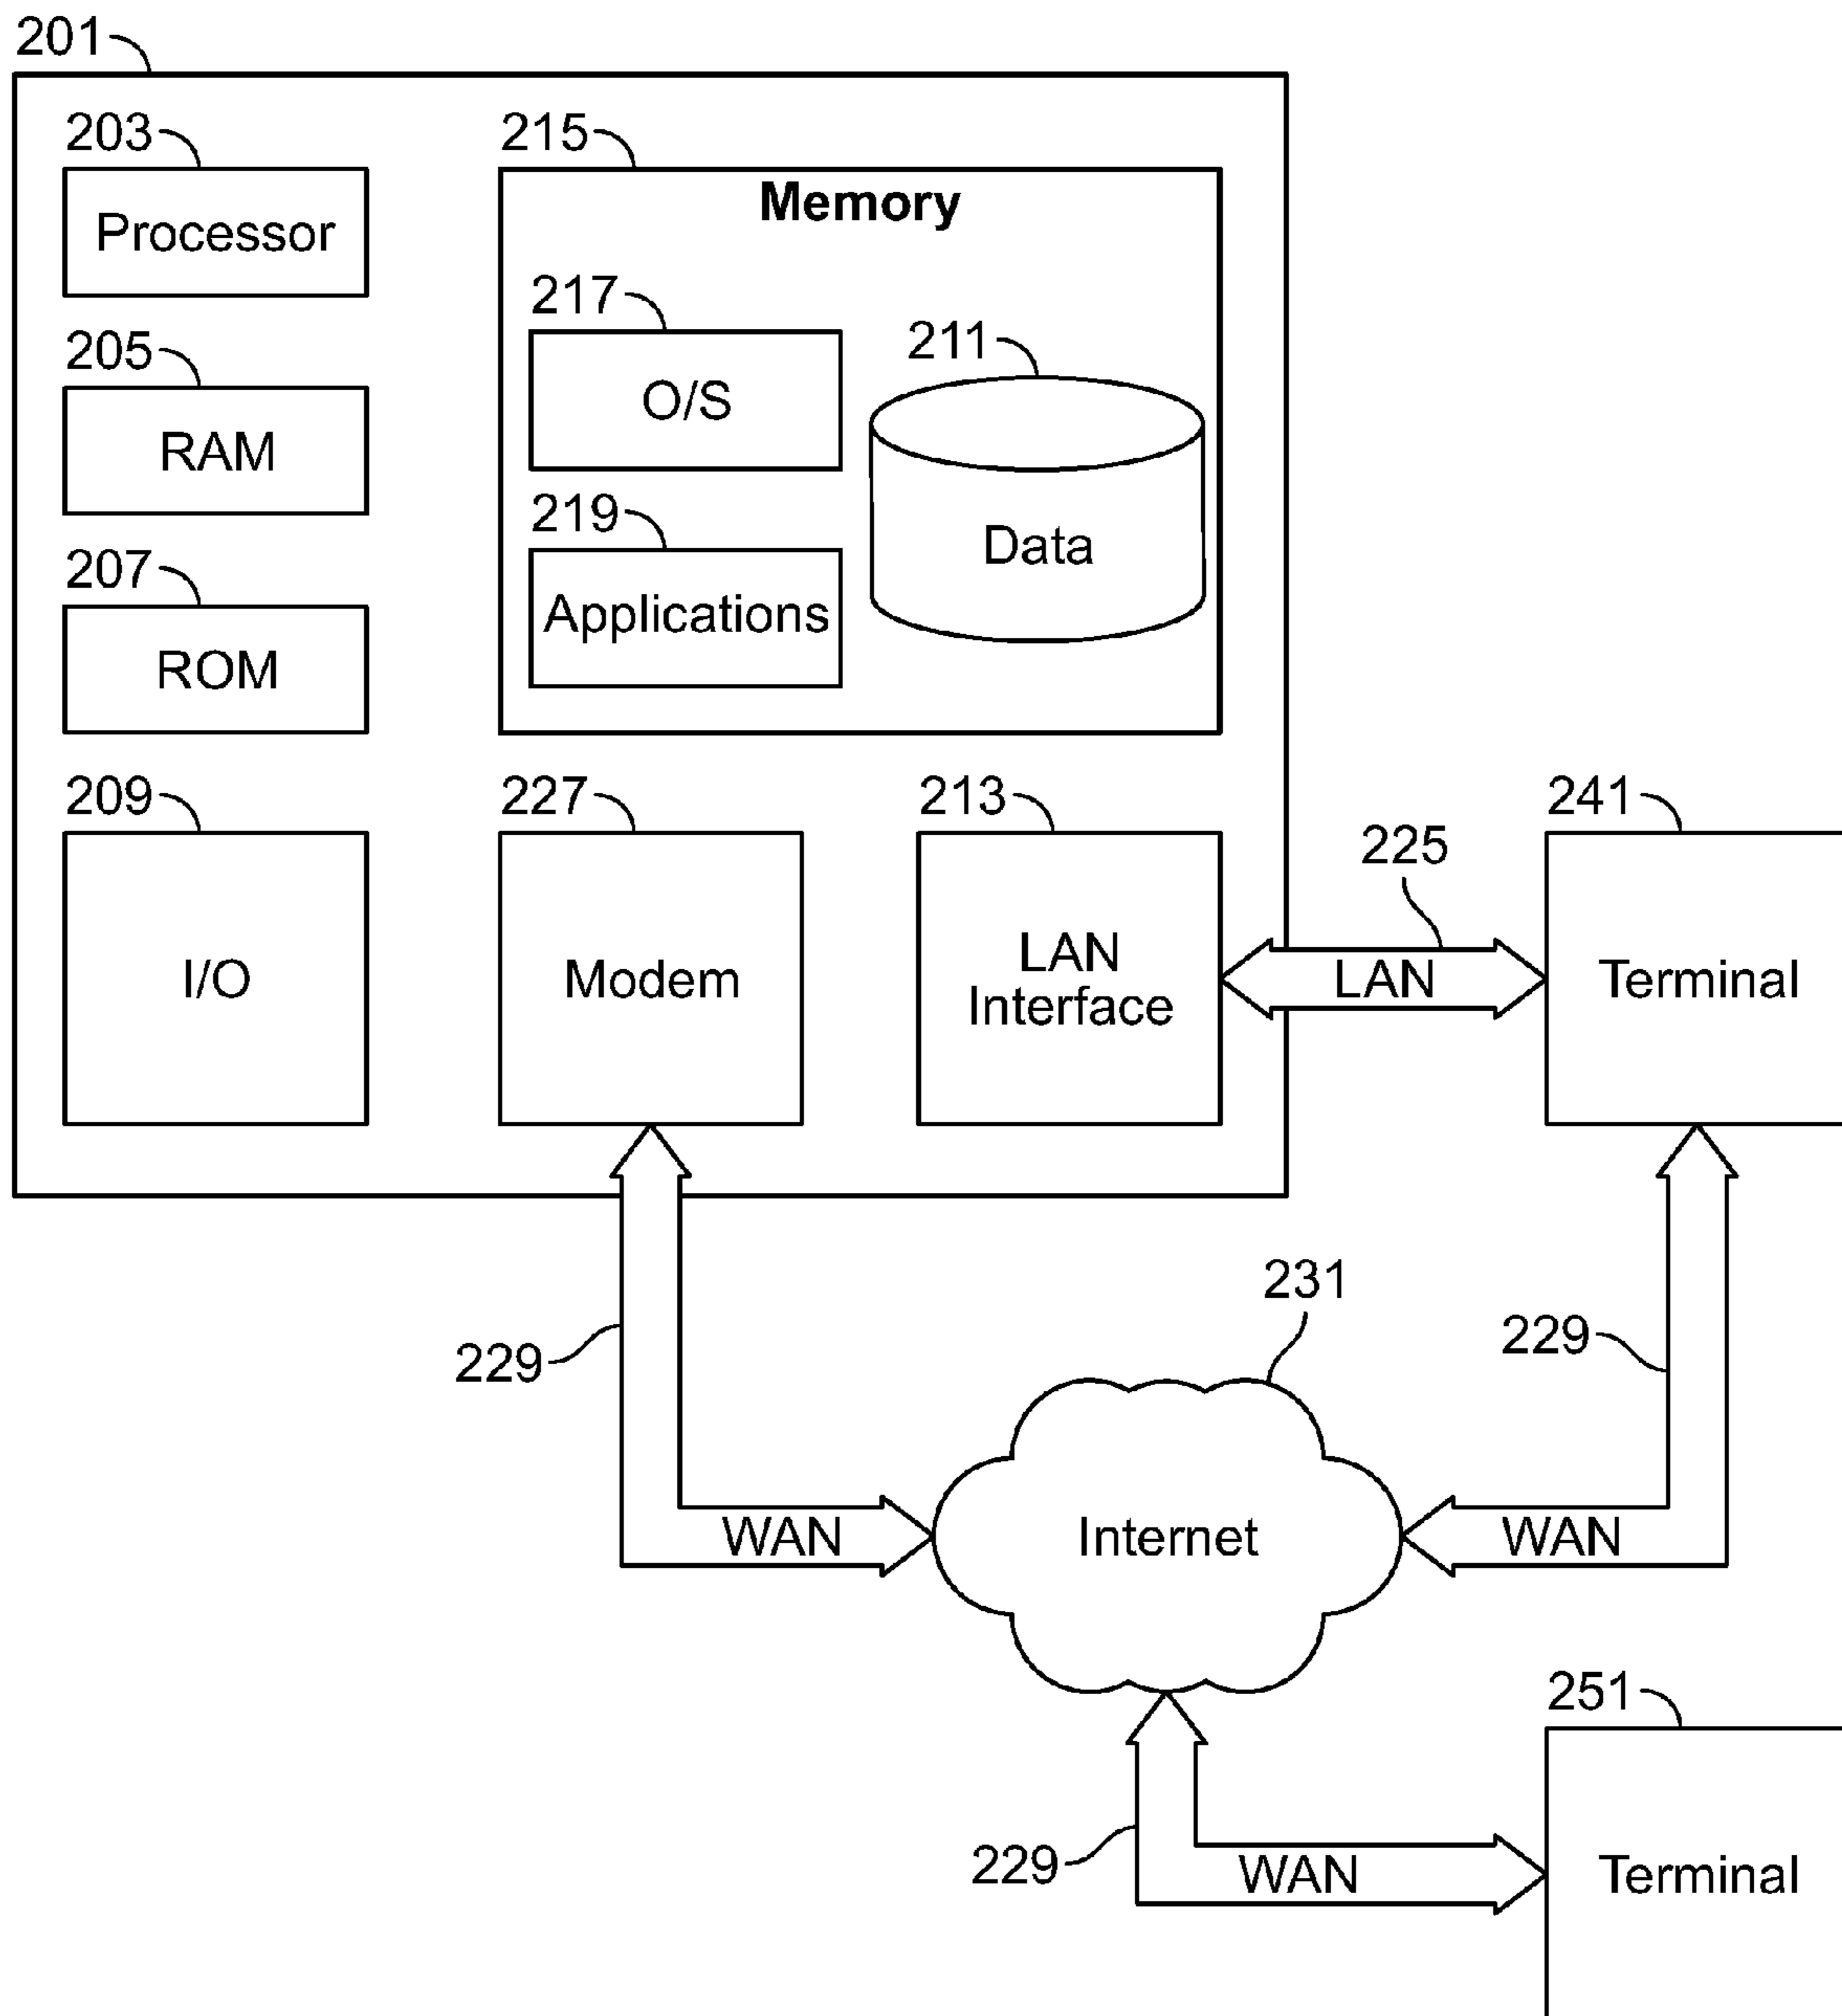 201
203
Processor
215
Memory
217
O/S
211
Data
205
RAM
219
Applications
207
ROM
209
I/O
227
Modem
213
LAN
Interface
225
LAN
241
Terminal
229
WAN
231
Internet
229
WAN
229
WAN
251
Terminal